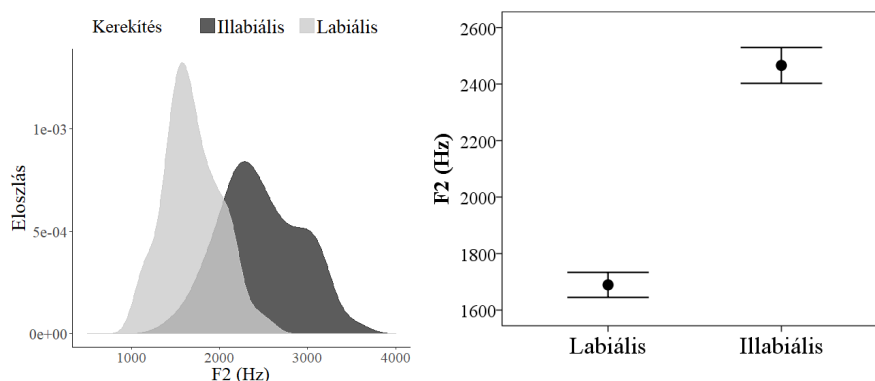 Kerekítés Illabiális Labiális
Eloszlás
1e-03
5e-04
0e+00
1000 2000 3000 4000
F2 (Hz)
F2 (Hz)
2600
2400
2200
2000
1800
1600
Labiális Illabiális